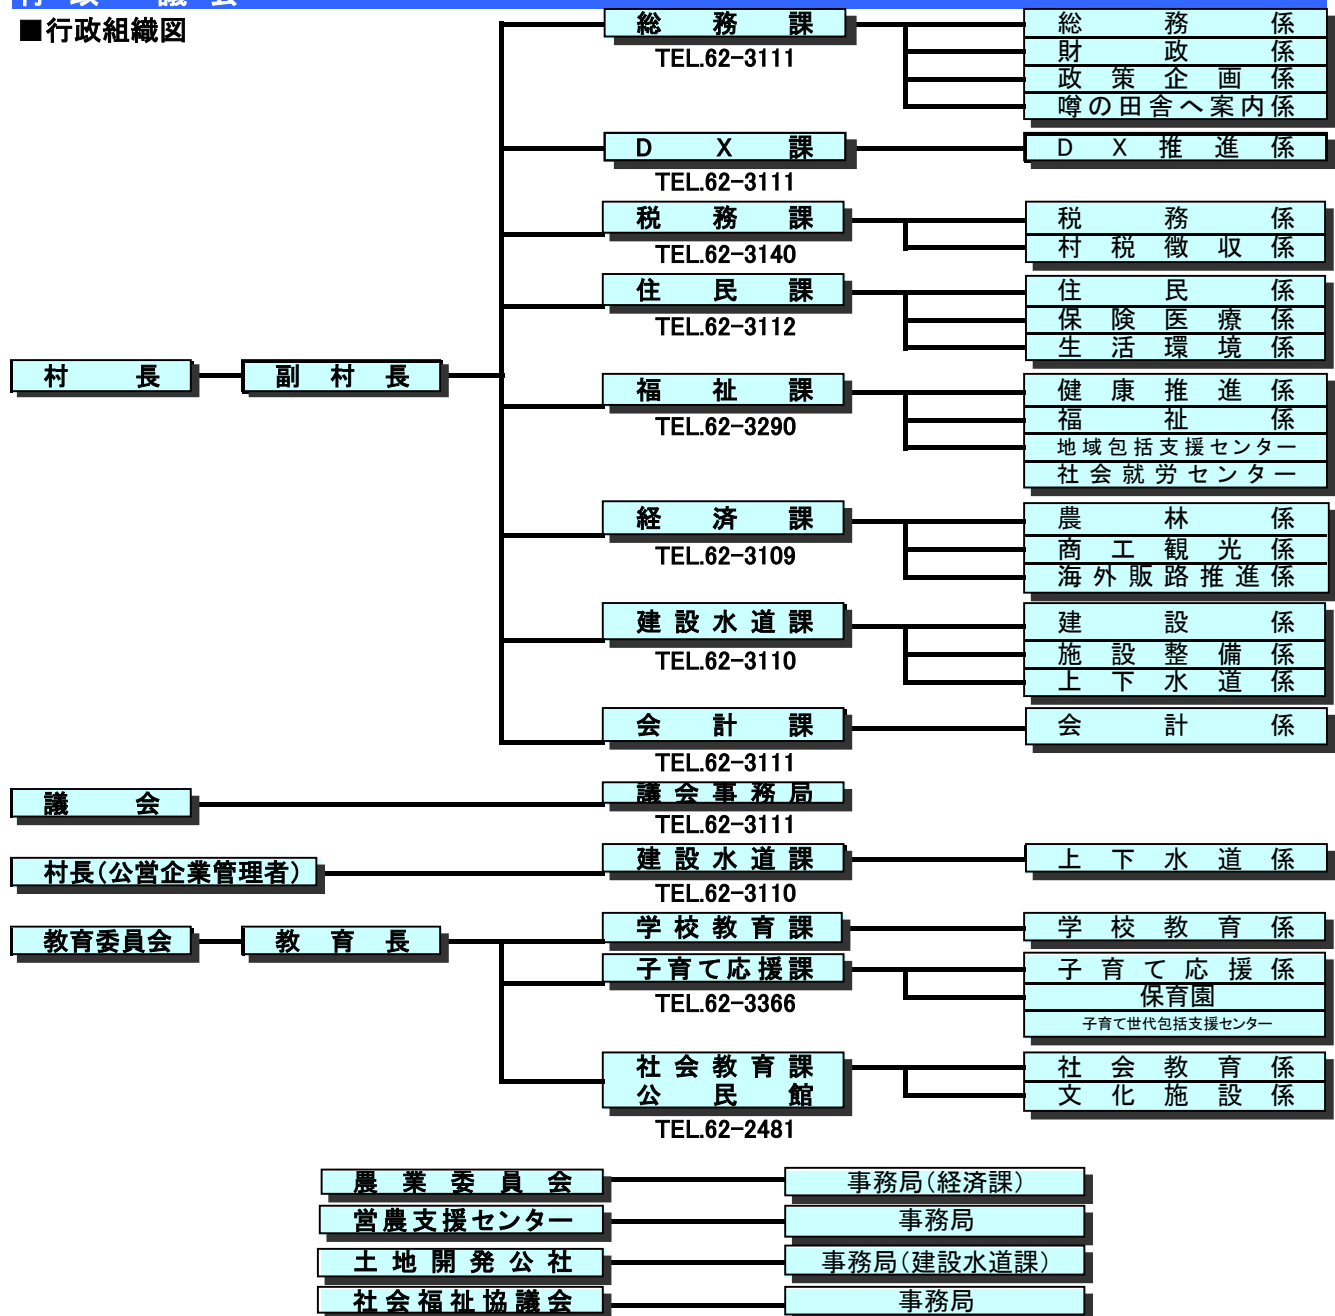 行政・議会
■行政組織図
総務課 総務係
TEL.62-3111 財政係
政策企画係
噂の田舎へ案内係
DX課 DX推進係
TEL.62-3111
税務課 税務係
TEL.62-3140 村税徴収係
住民課 住民係
TEL.62-3112 保険医療係
生活環境係
村長 副村長
福祉課 健康推進係
TEL.62-3290 福祉係
地域包括支援センター
社会就労センター
経済課 農林係
TEL.62-3109 商工観光係
海外販路推進係
建設水道課 建設係
TEL.62-3110 施設整備係
上下水道係
会計課 会計係
TEL.62-3111
議会 議会事務局
TEL.62-3111
村長(公営企業管理者) 建設水道課 上下水道係
TEL.62-3110
教育委員会 教育長 学校教育課 学校教育係
子育て応援課 子育て応援係
TEL.62-3366 保育園
子育て世代包括支援センター
社会教育課 社会教育係
公民館 文化施設係
TEL.62-2481
農業委員会 事務局(経済課)
営農支援センター 事務局
土地開発公社 事務局(建設水道課)
社会福祉協議会 事務局